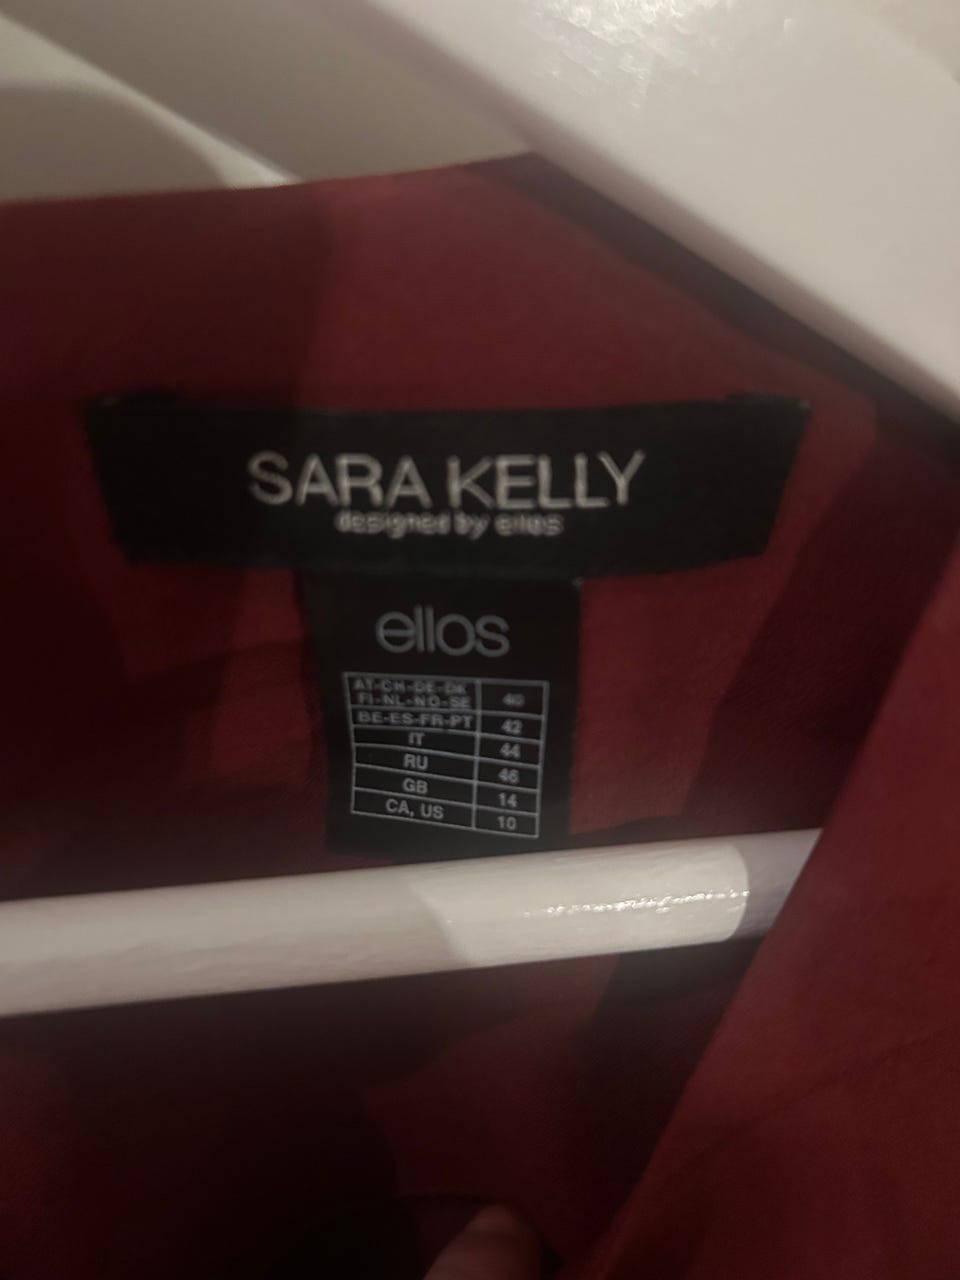 SARA KELLY
designed by ellos
ellos
AT-CH-DE-DK
FI-NL-NO-SE 40
BE-ES-FR-PT 42
IT 44
RU 46
GB 14
CA, US 10